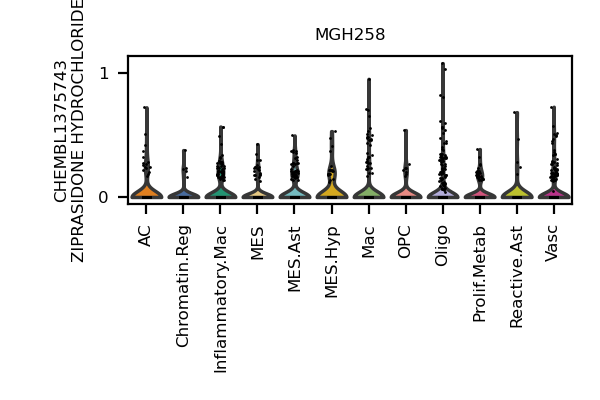 MGH258
CHEMBL1375743
ZIPRASIDONE HYDROCHLORIDE
1
0
AC
Chromatin.Reg
Inflammatory.Mac
MES
MES.Ast
MES.Hyp
Mac
OPC
Oligo
Prolif.Metab
Reactive.Ast
Vasc